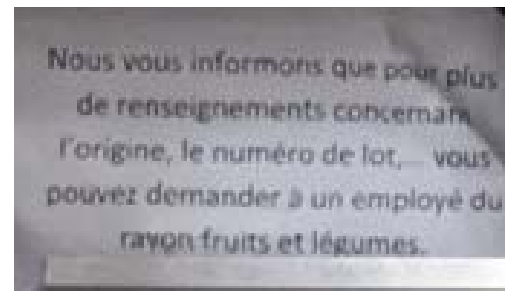 Nous vous informons que pour plus
de renseignements concernant
l'origine, le numéro de lot,... vous
pouvez demander à un employé du
rayon fruits et légumes.